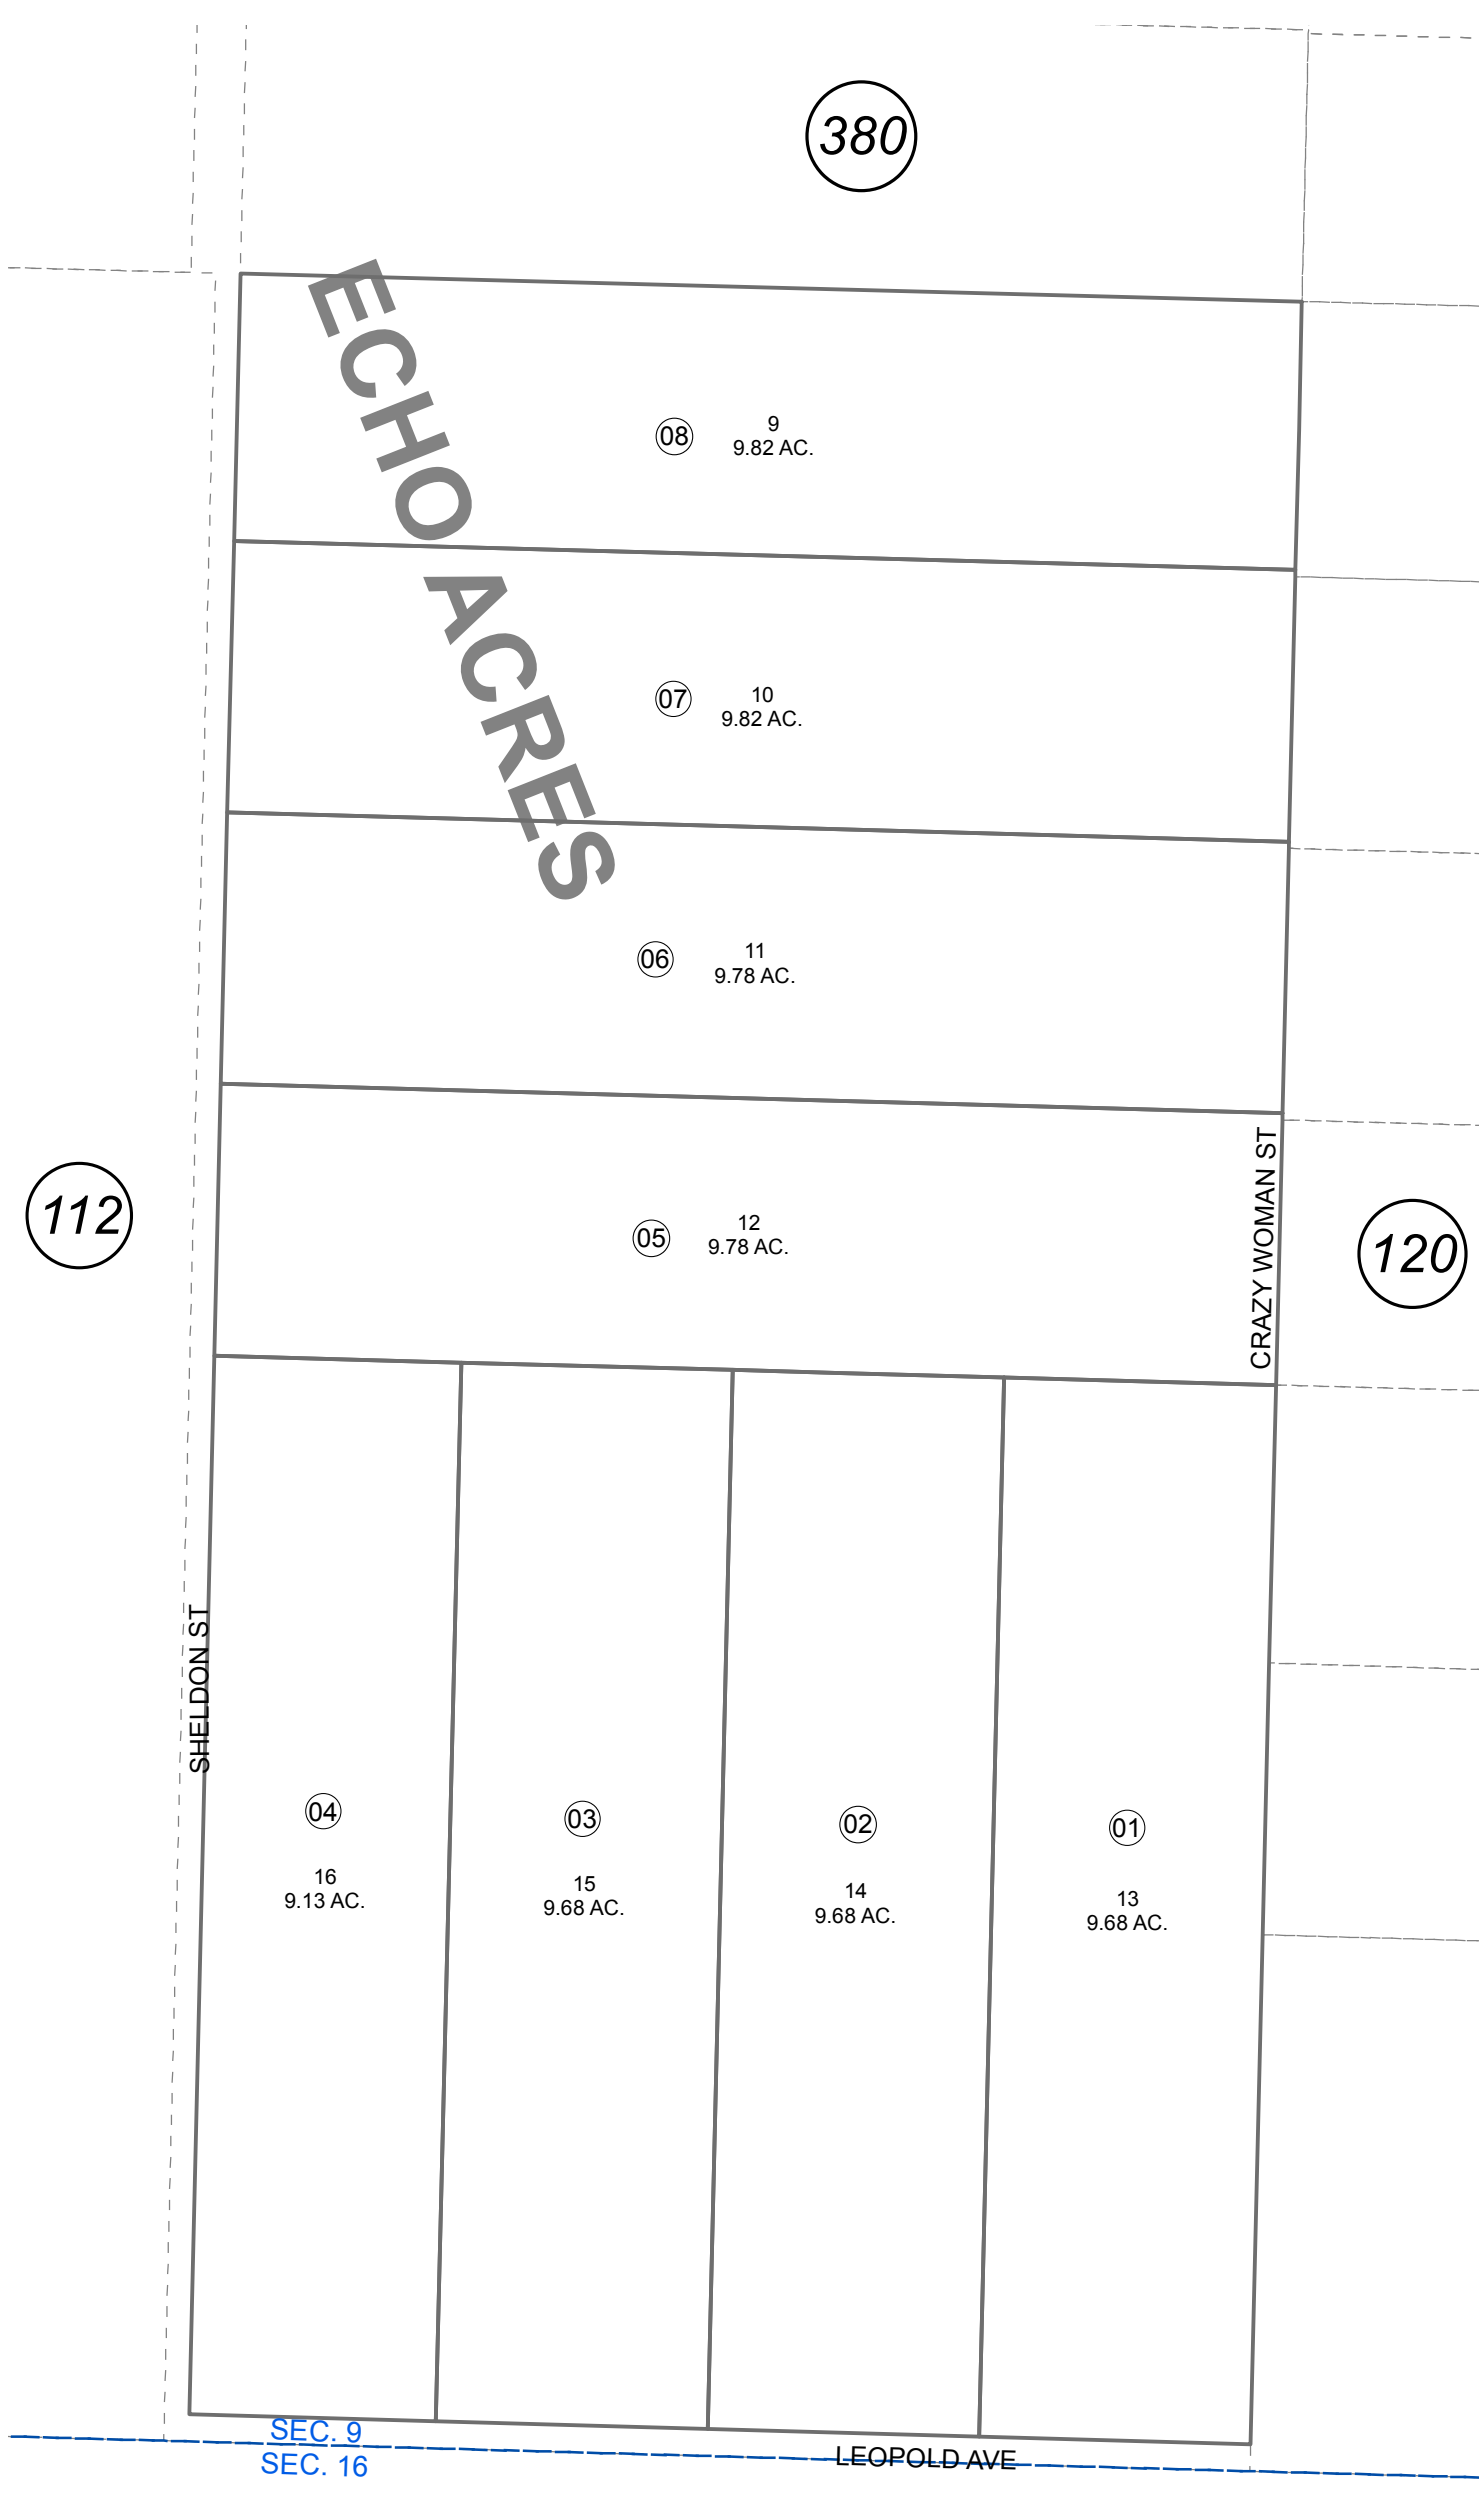 380
ECHO ACRES
08
9
9.82 AC.
07
10
9.82 AC.
06
11
9.78 AC.
05
12
9.78 AC.
112
120
CRAZY WOMAN ST
SHELDON ST
04
16
9.13 AC.
03
15
9.68 AC.
02
14
9.68 AC.
01
13
9.68 AC.
SEC. 9
SEC. 16
LEOPOLD AVE